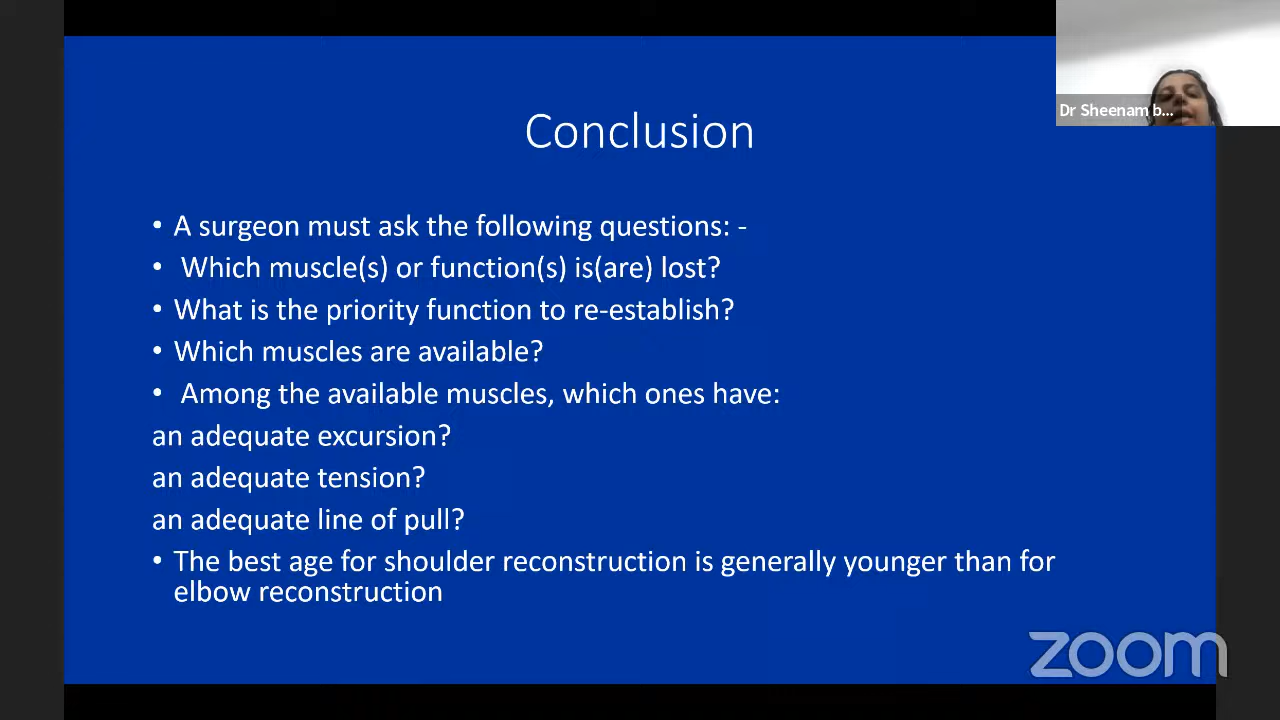 Dr Sheenam b...
Conclusion
• A surgeon must ask the following questions: -
• Which muscle(s) or function(s) is(are) lost?
• What is the priority function to re-establish?
• Which muscles are available?
• Among the available muscles, which ones have:
an adequate excursion?
an adequate tension?
an adequate line of pull?
• The best age for shoulder reconstruction is generally younger than for
elbow reconstruction
zoom